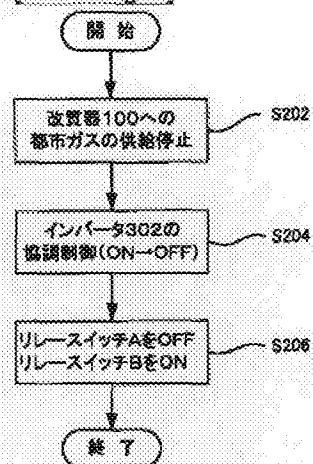 開 始
改質器100への
都市ガスの供給停止
S202
インバータ302の
協調制御(ON→OFF)
S204
リレースイッチAをOFF
リレースイッチBをON
S206
終 了